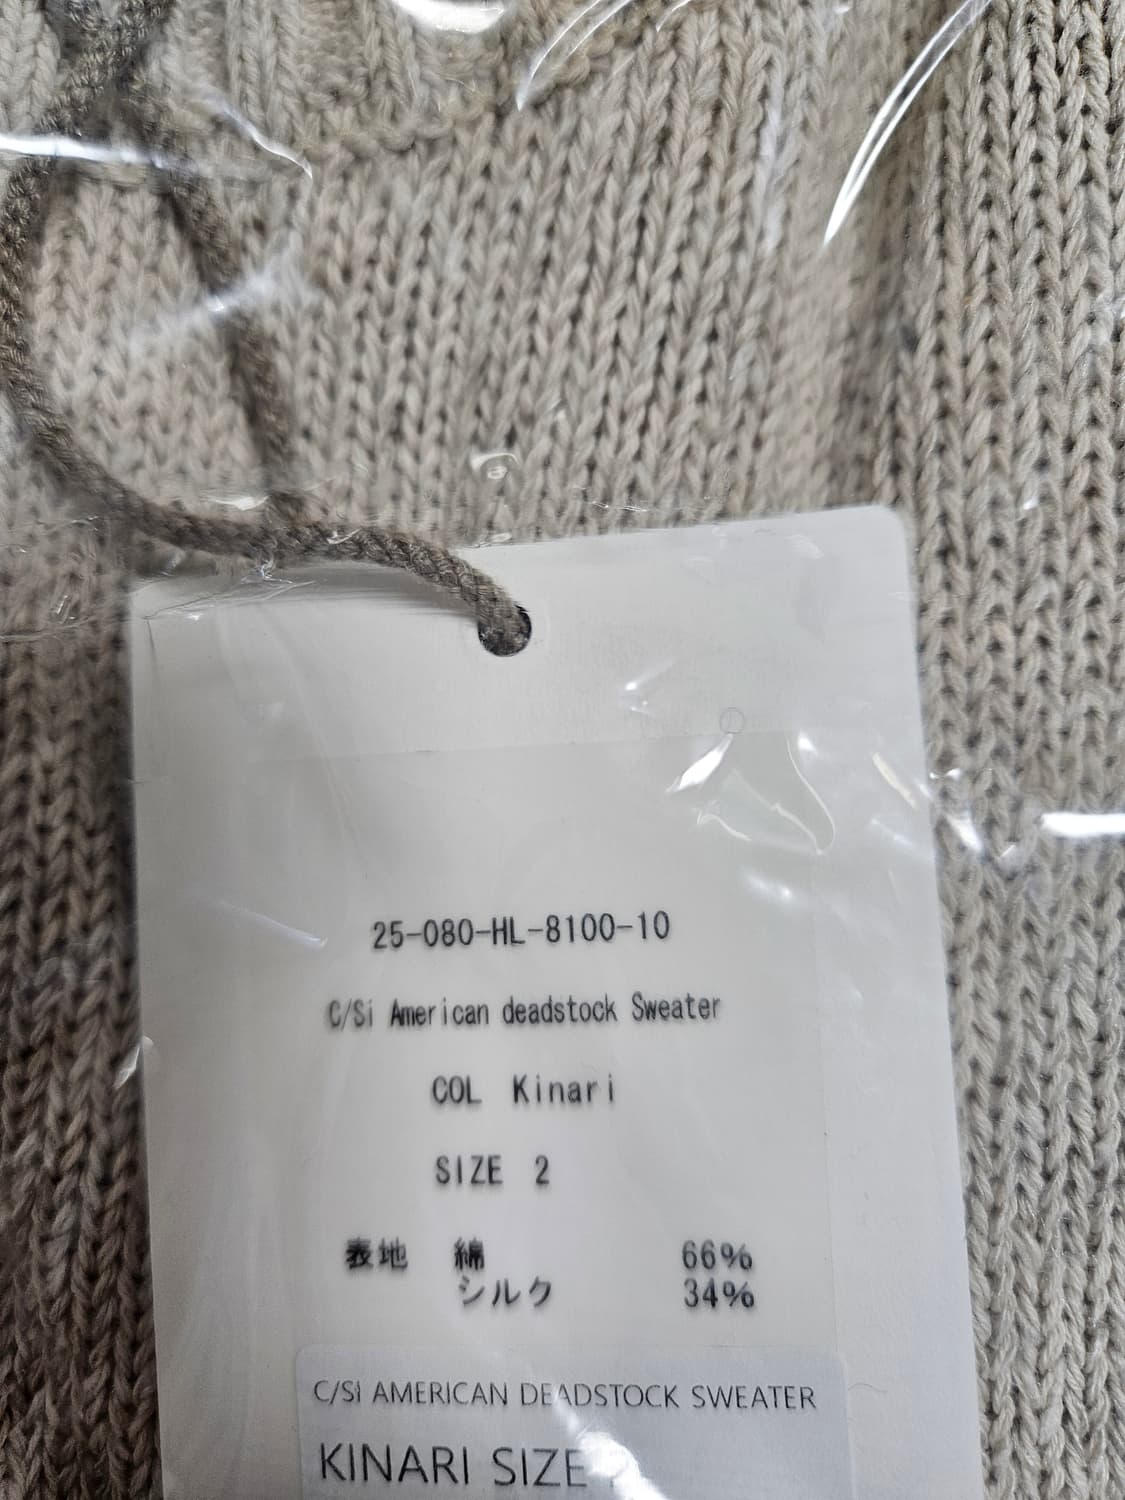 25-080-HL-8100-10
C/Si American deadstock Sweater
COL Kinari
SIZE 2
表地 綿 66%
シルク 34%
C/Si AMERICAN DEADSTOCK SWEATER
KINARI SIZE